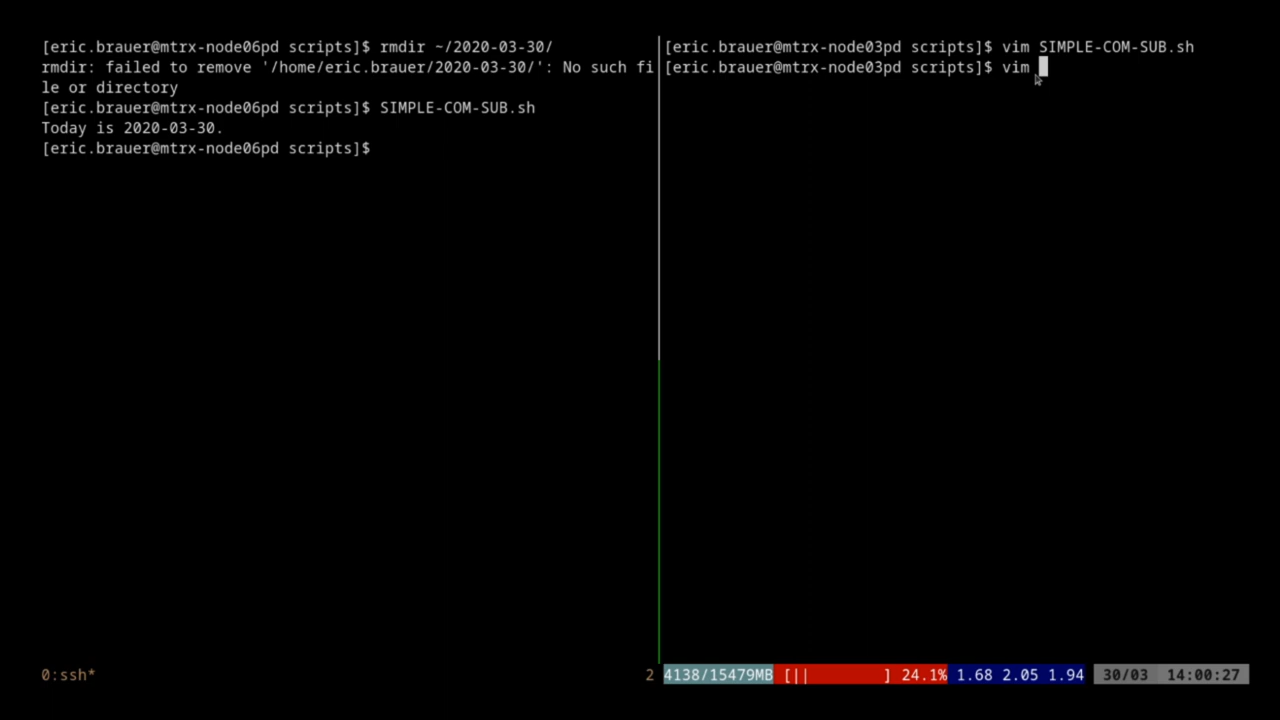 [eric.brauer@mtrx-node06pd scripts]$ rmdir ~/2020-03-30/
rmdir: failed to remove '/home/eric.brauer/2020-03-30/': No such fi
le or directory
[eric.brauer@mtrx-node06pd scripts]$ SIMPLE-COM-SUB.sh
Today is 2020-03-30.
[eric.brauer@mtrx-node06pd scripts]$
[eric.brauer@mtrx-node03pd scripts]$ vim SIMPLE-COM-SUB.sh
[eric.brauer@mtrx-node03pd scripts]$ vim
0:ssh* 2 4138/15479MB [||        ] 24.1% 1.68 2.05 1.94 30/03 14:00:27